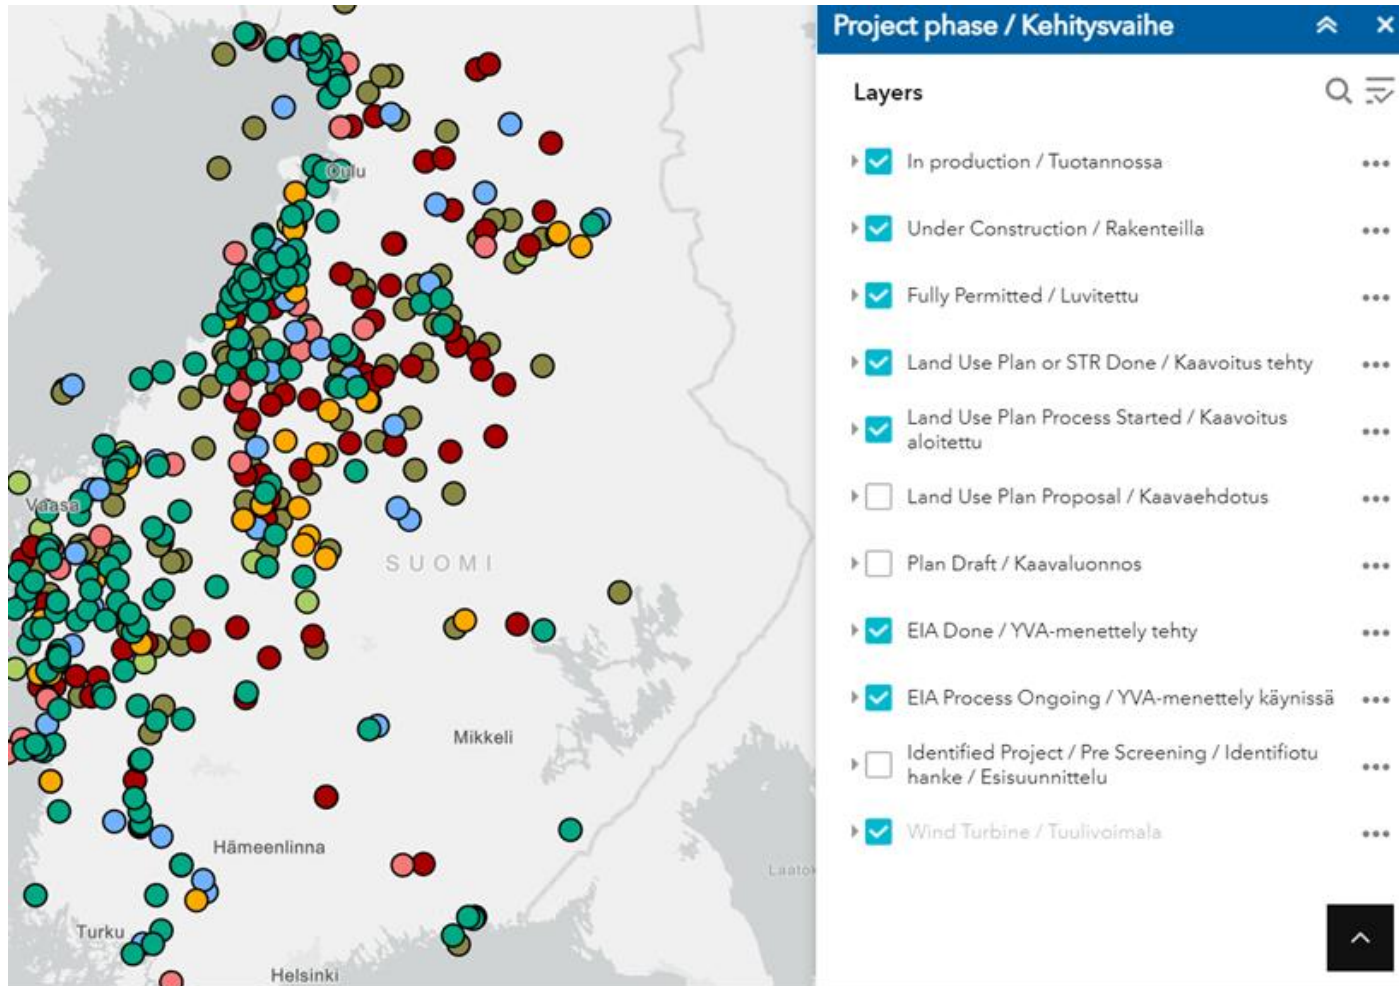 Project phase / Kehitysvaihe
Layers
In production / Tuotannossa
Under Construction / Rakenteilla
Fully Permitted / Luvitettu
Land Use Plan or STR Done / Kaavoitus tehty
Land Use Plan Process Started / Kaavoitus
aloitettu
Land Use Plan Proposal / Kaavaehdotus
Plan Draft / Kaavaluonnos
EIA Done / YVA-menettely tehty
EIA Process Ongoing / YVA-menettely käynissä
Identified Project / Pre Screening / Identifiotu
hanke / Esisuunnittelu
Wind Turbine / Tuulivoimala
Oulu
Vaasa
SUOMI
Mikkeli
Hämeenlinna
Turku
Helsinki